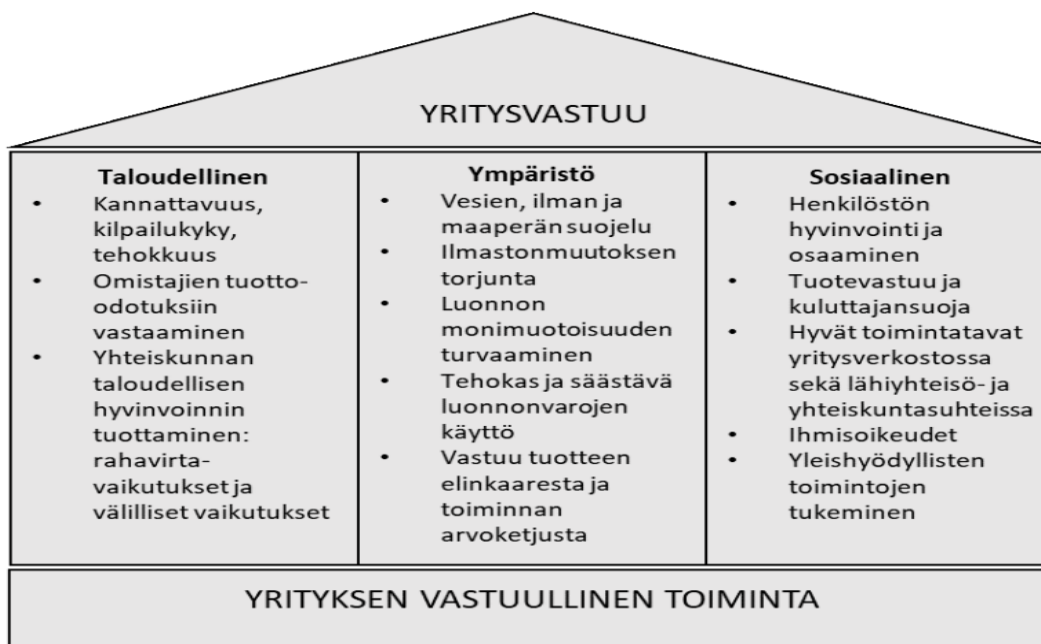 YRITYSVASTUU
Taloudellinen
• Kannattavuus,
kilpailukyky,
tehokkuus
• Omistajien tuotto-
odotuksiin
vastaaminen
• Yhteiskunnan
taloudellisen
hyvinvoinnin
tuottaminen:
rahavirta-
vaikutukset ja
välilliset vaikutukset
Ympäristö
• Vesien, ilman ja
maaperän suojelu
• Ilmastonmuutoksen
torjunta
• Luonnon
monimuotoisuuden
turvaaminen
• Tehokas ja säästävä
luonnonvarojen
käyttö
• Vastuu tuotteen
elinkaaresta ja
toiminnan
arvoketjusta
Sosiaalinen
• Henkilöstön
hyvinvointi ja
osaaminen
• Tuotevastuu ja
kuluttajansuoja
• Hyvät toimintatavat
yritysverkostossa
sekä lähiyhteisö- ja
yhteiskuntasuhteissa
• Ihmisoikeudet
• Yleishyödyllisten
toimintojen
tukeminen
YRITYKSEN VASTUULLINEN TOIMINTA